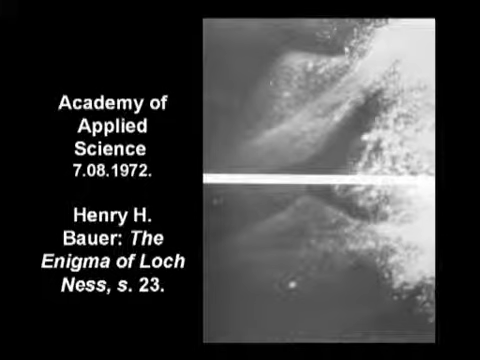 Academy of
Applied
Science
7.08.1972.
Henry H.
Bauer: The
Enigma of Loch
Ness, s. 23.